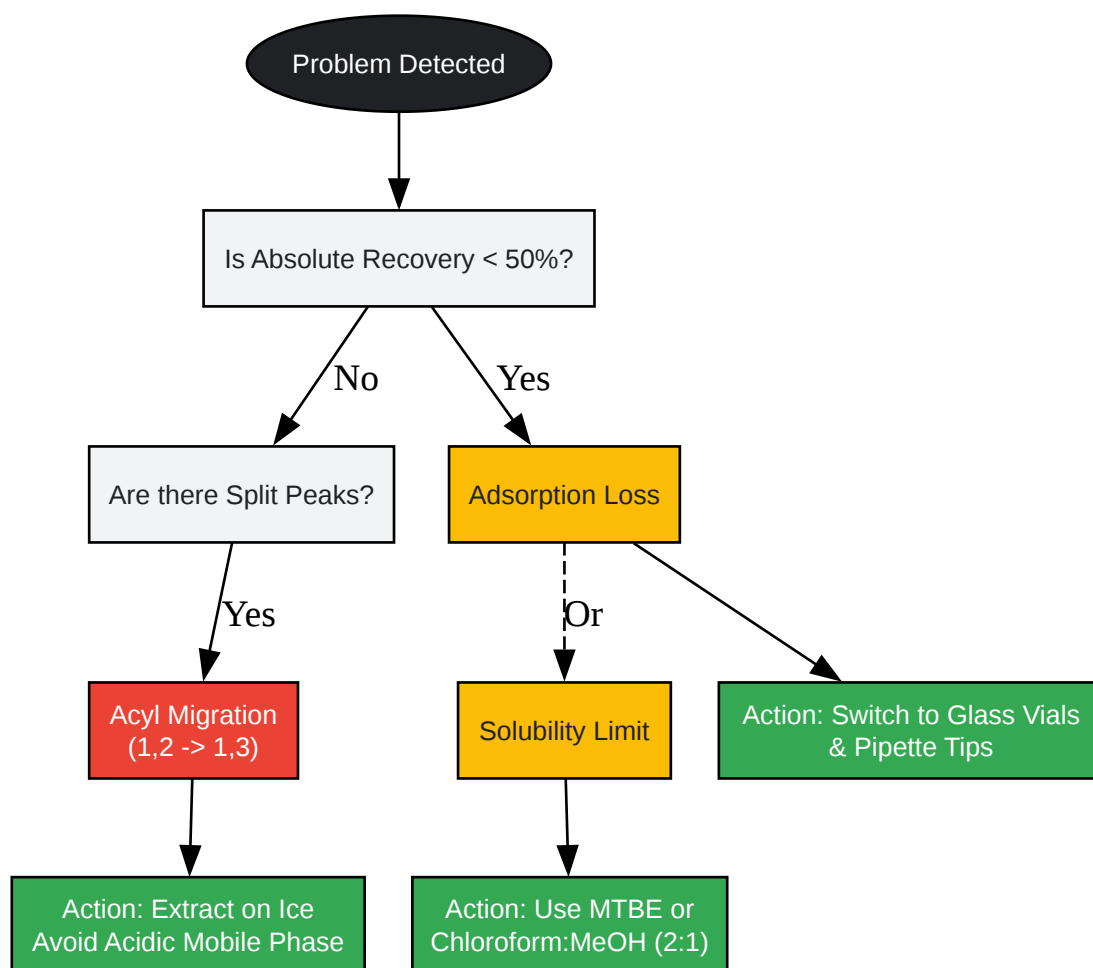 Problem Detected
Is Absolute Recovery < 50%?
No
Yes
Are there Split Peaks?
Adsorption Loss
Yes
Or
Acyl Migration
(1,2 -> 1,3)
Solubility Limit
Action: Switch to Glass Vials
& Pipette Tips
Action: Extract on Ice
Avoid Acidic Mobile Phase
Action: Use MTBE or
Chloroform:MeOH (2:1)